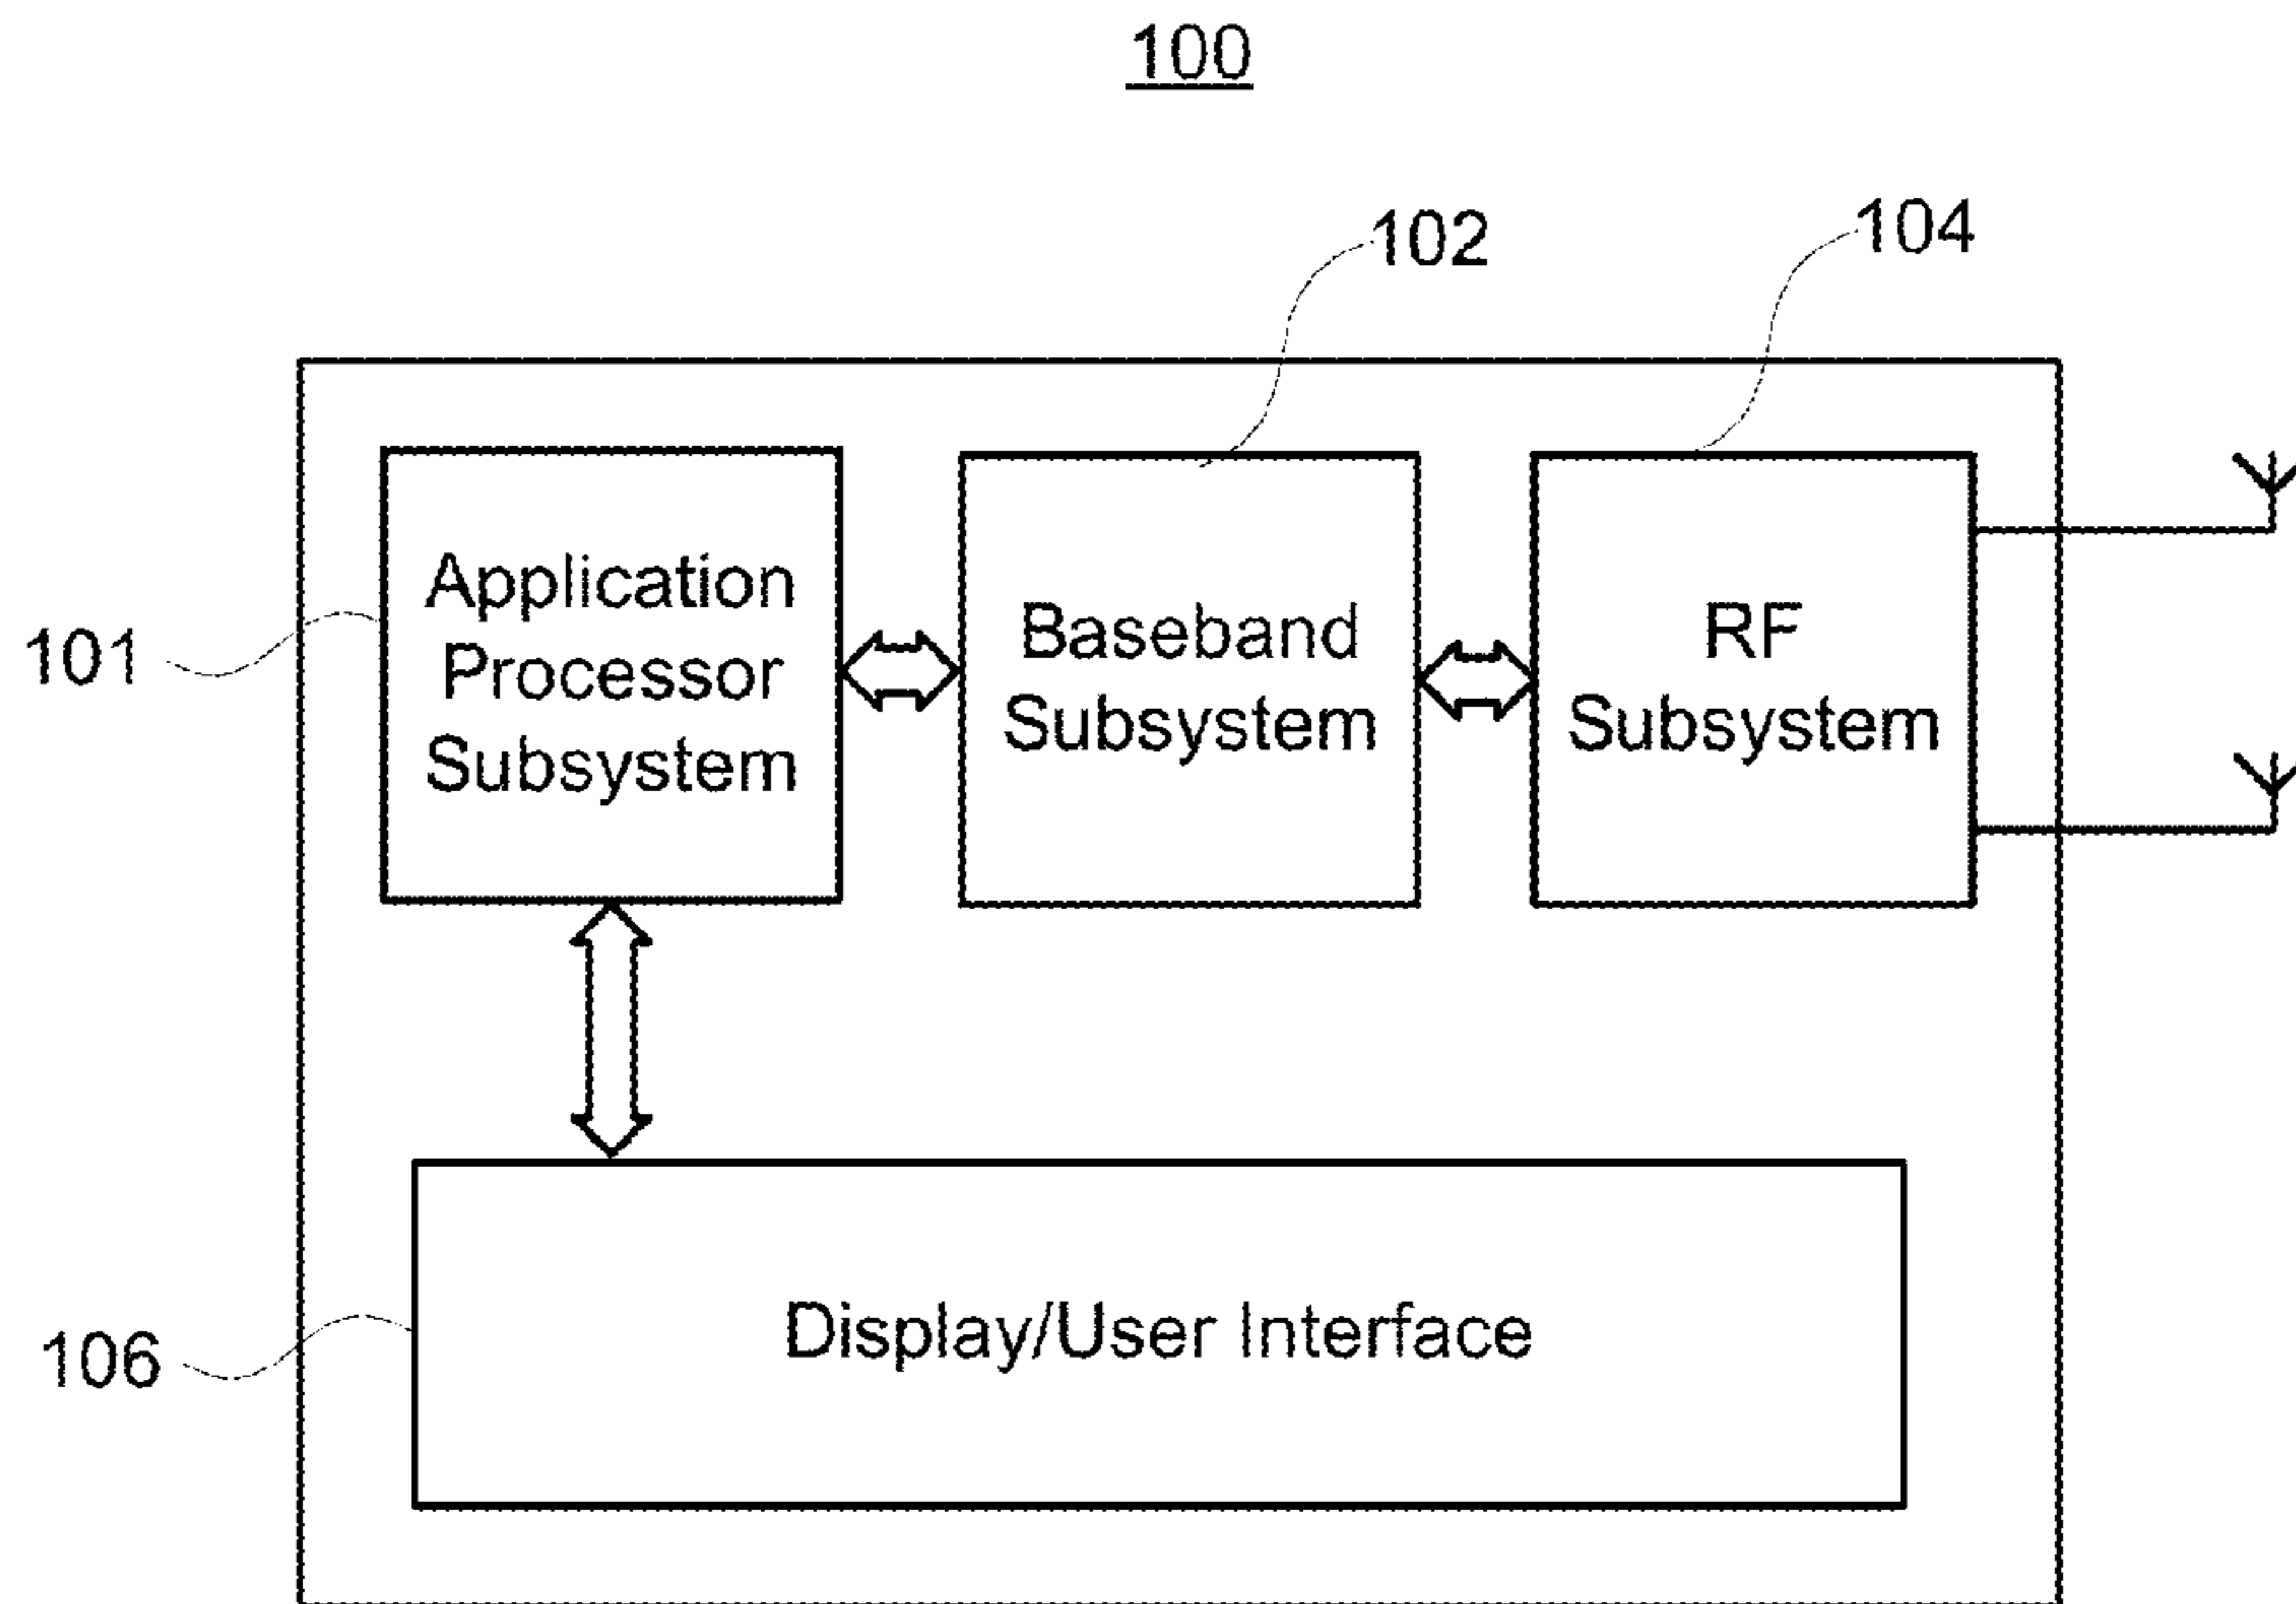 100
102
104
Application
Processor
Subsystem
101
Baseband
Subsystem
RF
Subsystem
Display/User Interface
106